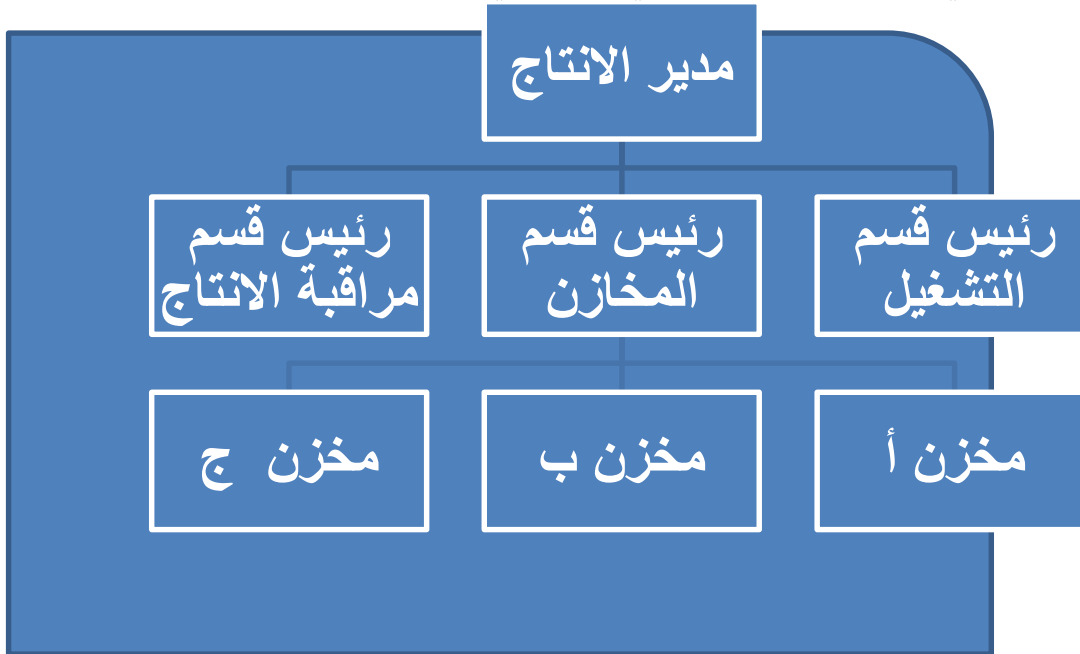 مدير الانتاج
رئيس قسم
التشغيل
رئيس قسم
المخازن
رئيس قسم
مراقبة الانتاج
مخزن أ
مخزن ب
مخزن ج